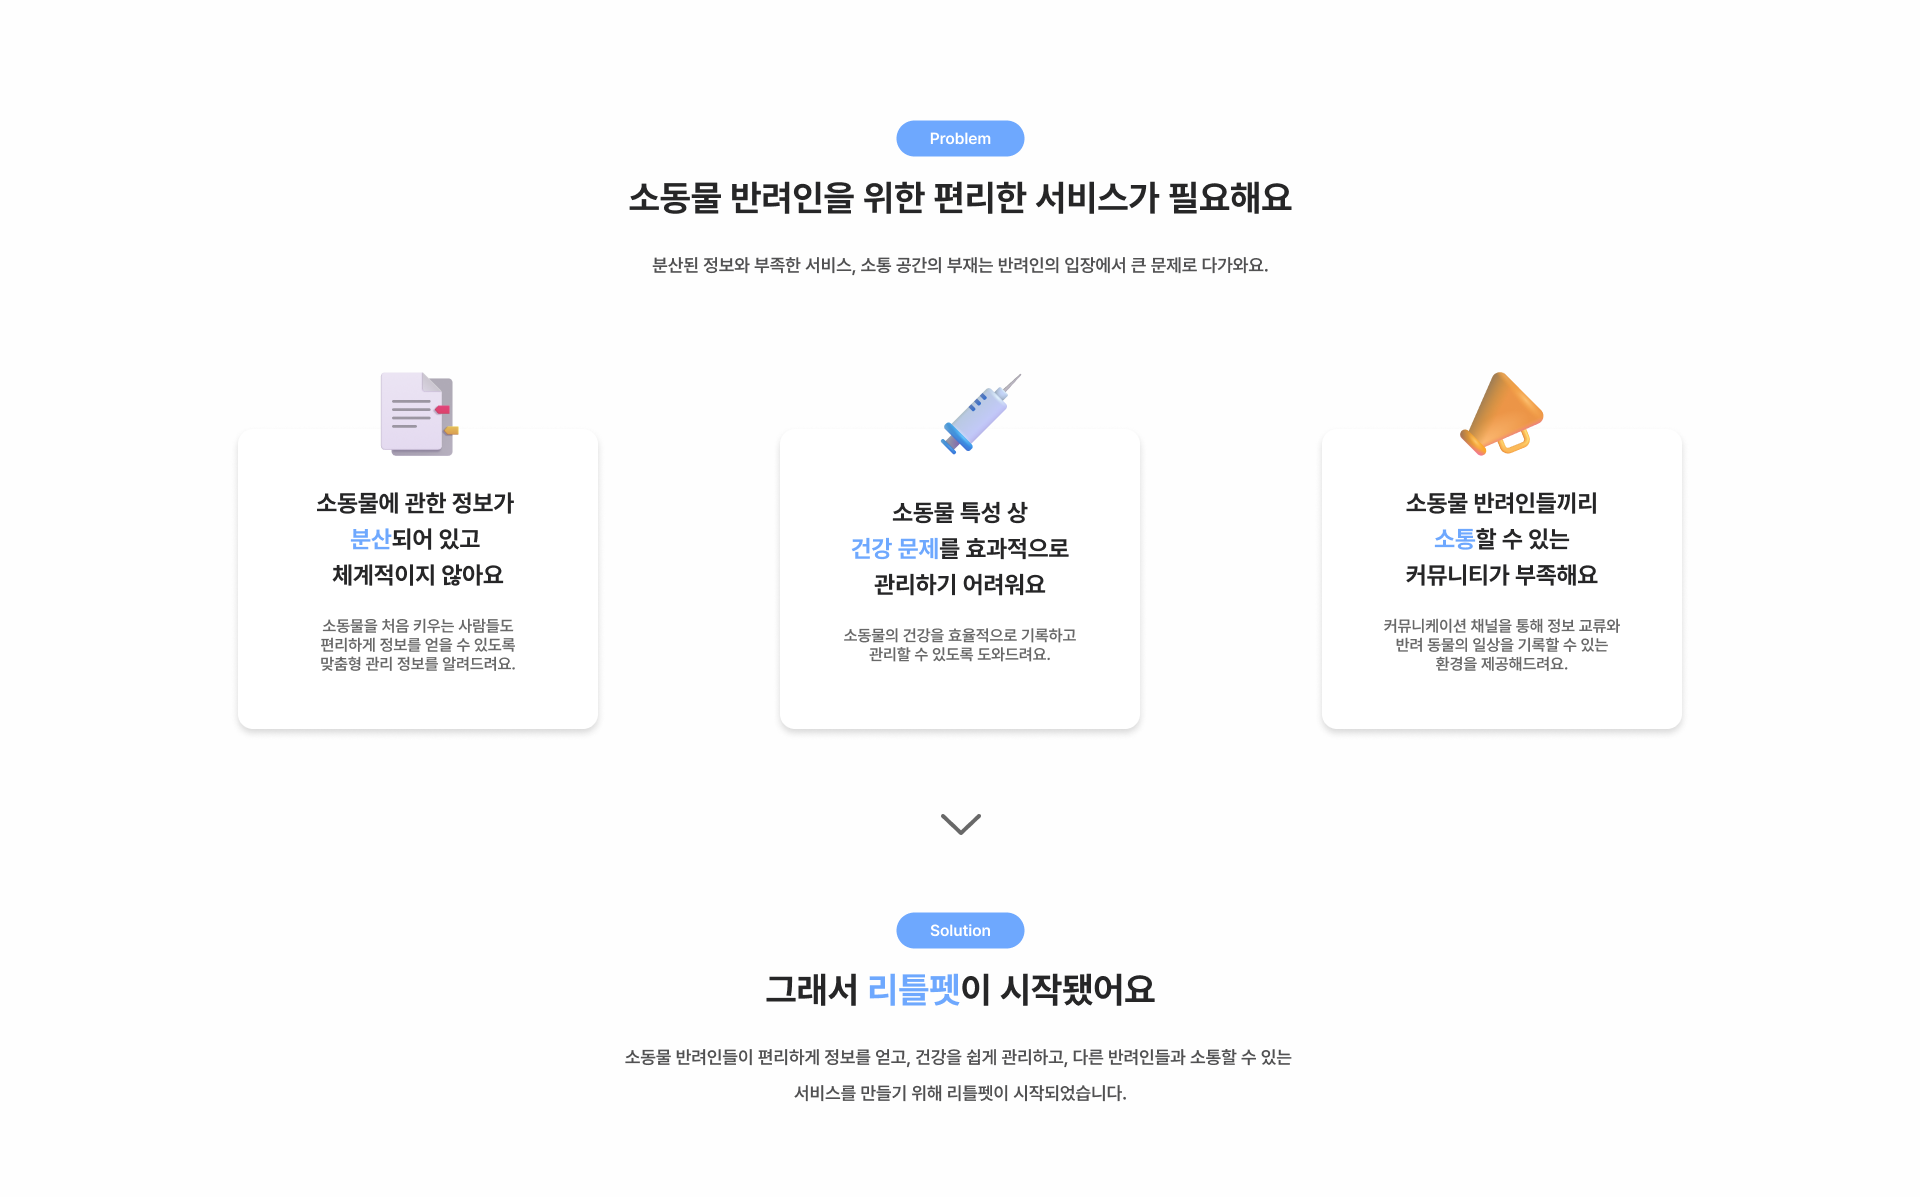 Problem
소동물 반려인을 위한 편리한 서비스가 필요해요
분산된 정보와 부족한 서비스, 소통 공간의 부재는 반려인의 입장에서 큰 문제로 다가와요.
소동물에 관한 정보가
분산되어 있고
체계적이지 않아요
소동물을 처음 키우는 사람들도
편리하게 정보를 얻을 수 있도록
맞춤형 관리 정보를 알려드려요.
소동물 특성 상
건강 문제를 효과적으로
관리하기 어려워요
소동물의 건강을 효율적으로 기록하고
관리할 수 있도록 도와드려요.
소동물 반려인들끼리
소통할 수 있는
커뮤니티가 부족해요
커뮤니케이션 채널을 통해 정보 교류와
반려 동물의 일상을 기록할 수 있는
환경을 제공해드려요.
Solution
그래서 리틀펫이 시작됐어요
소동물 반려인들이 편리하게 정보를 얻고, 건강을 쉽게 관리하고, 다른 반려인들과 소통할 수 있는
서비스를 만들기 위해 리틀펫이 시작되었습니다.